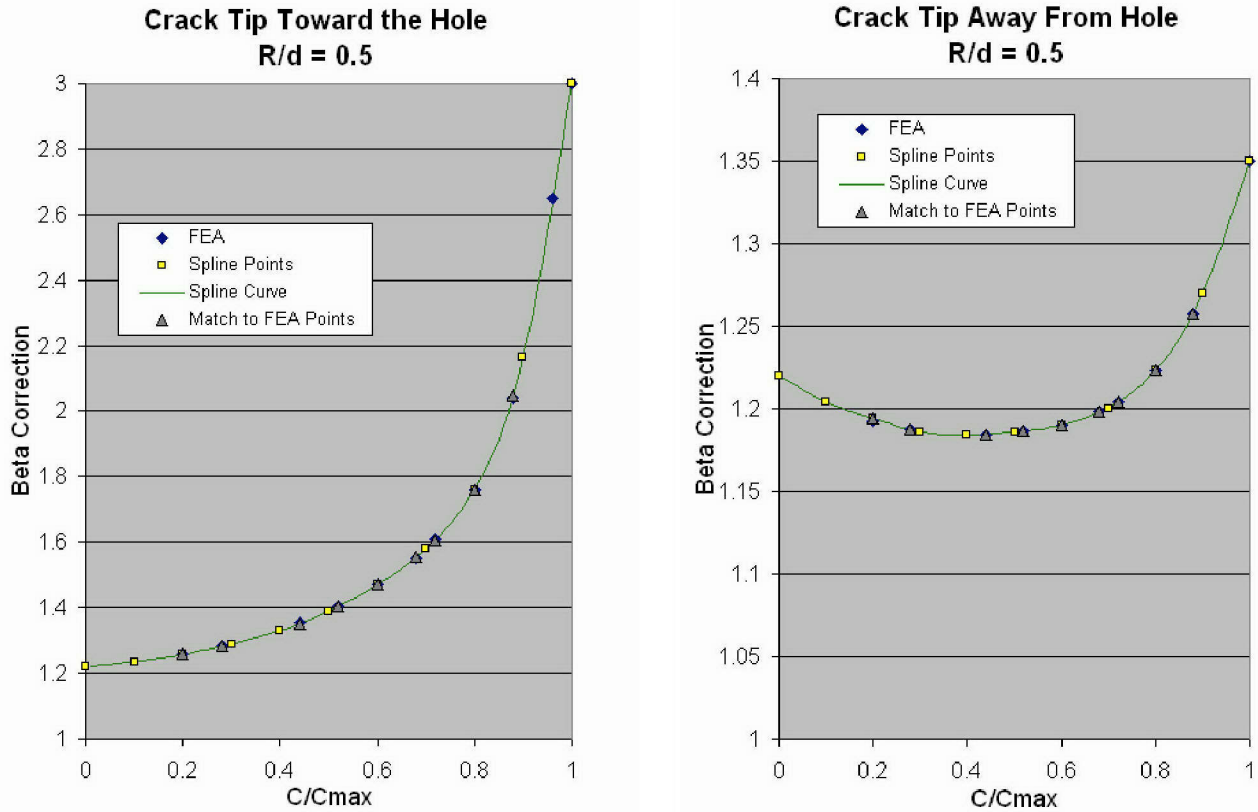 Crack Tip Toward the Hole
R/d = 0.5
3
2.8
2.6
2.4
2.2
2
1.8
1.6
1.4
1.2
1
Beta Correction
FEA
Spline Points
Spline Curve
Match to FEA Points
0
0.2
0.4
0.6
0.8
1
C/Cmax
Crack Tip Away From Hole
R/d = 0.5
1.4
1.35
1.3
1.25
1.2
1.15
1.1
1.05
1
Beta Correction
FEA
Spline Points
Spline Curve
Match to FEA Points
0
0.2
0.4
0.6
0.8
1
C/Cmax